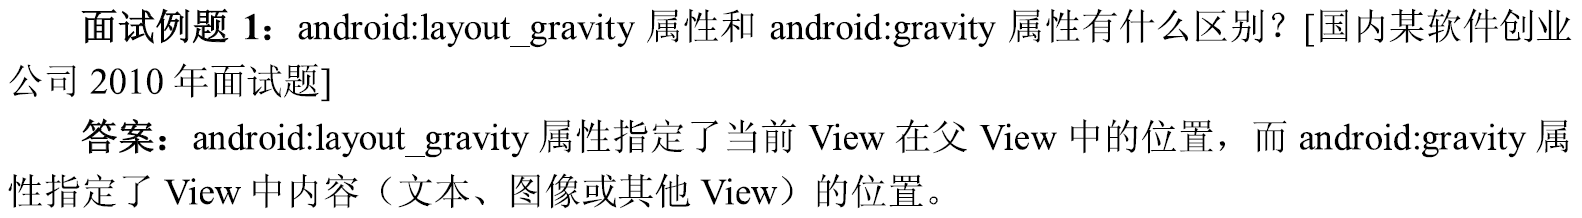 面试例题 1：android:layout_gravity 属性和 android:gravity 属性有什么区别？[国内某软件创业
公司 2010 年面试题]
答案：android:layout_gravity 属性指定了当前 View 在父 View 中的位置，而 android:gravity 属
性指定了 View 中内容（文本、图像或其他 View）的位置。